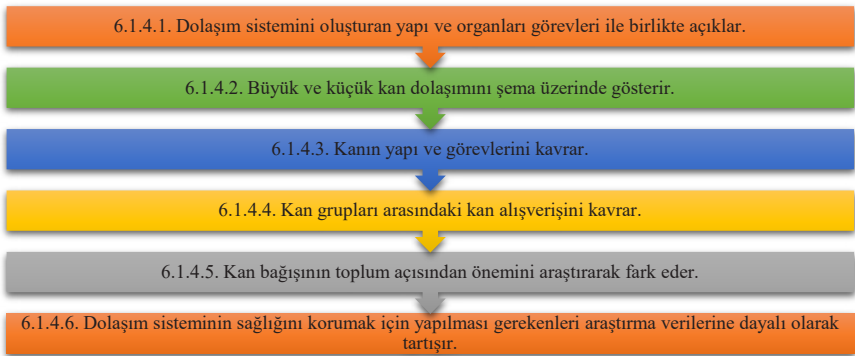 6.1.4.1. Dolaşım sistemini oluşturan yapı ve organları görevleri ile birlikte açıklar.
6.1.4.2. Büyük ve küçük kan dolaşımını şema üzerinde gösterir.
6.1.4.3. Kanın yapı ve görevlerini kavrar.
6.1.4.4. Kan grupları arasındaki kan alışverişini kavrar.
6.1.4.5. Kan bağışının toplum açısından önemini araştırarak fark eder.
6.1.4.6. Dolaşım sisteminin sağlığını korumak için yapılması gerekenleri araştırma verilerine dayalı olarak
tartışır.